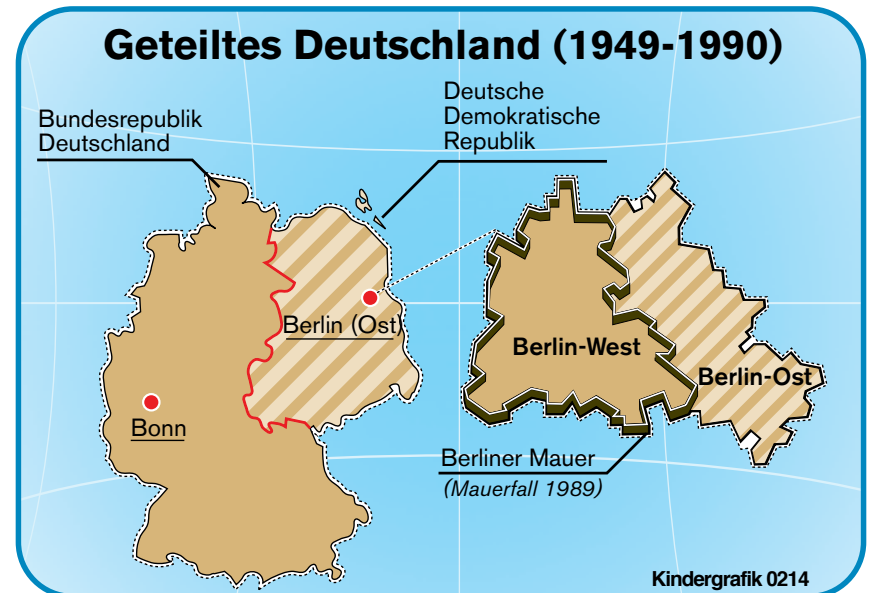 Geteiltes Deutschland (1949-1990)
Bundesrepublik
Deutschland
Deutsche
Demokratische
Republik
Berlin (Ost)
Bonn
Berlin-West
Berlin-Ost
Berliner Mauer
(Mauerfall 1989)
Kindergrafik 0214